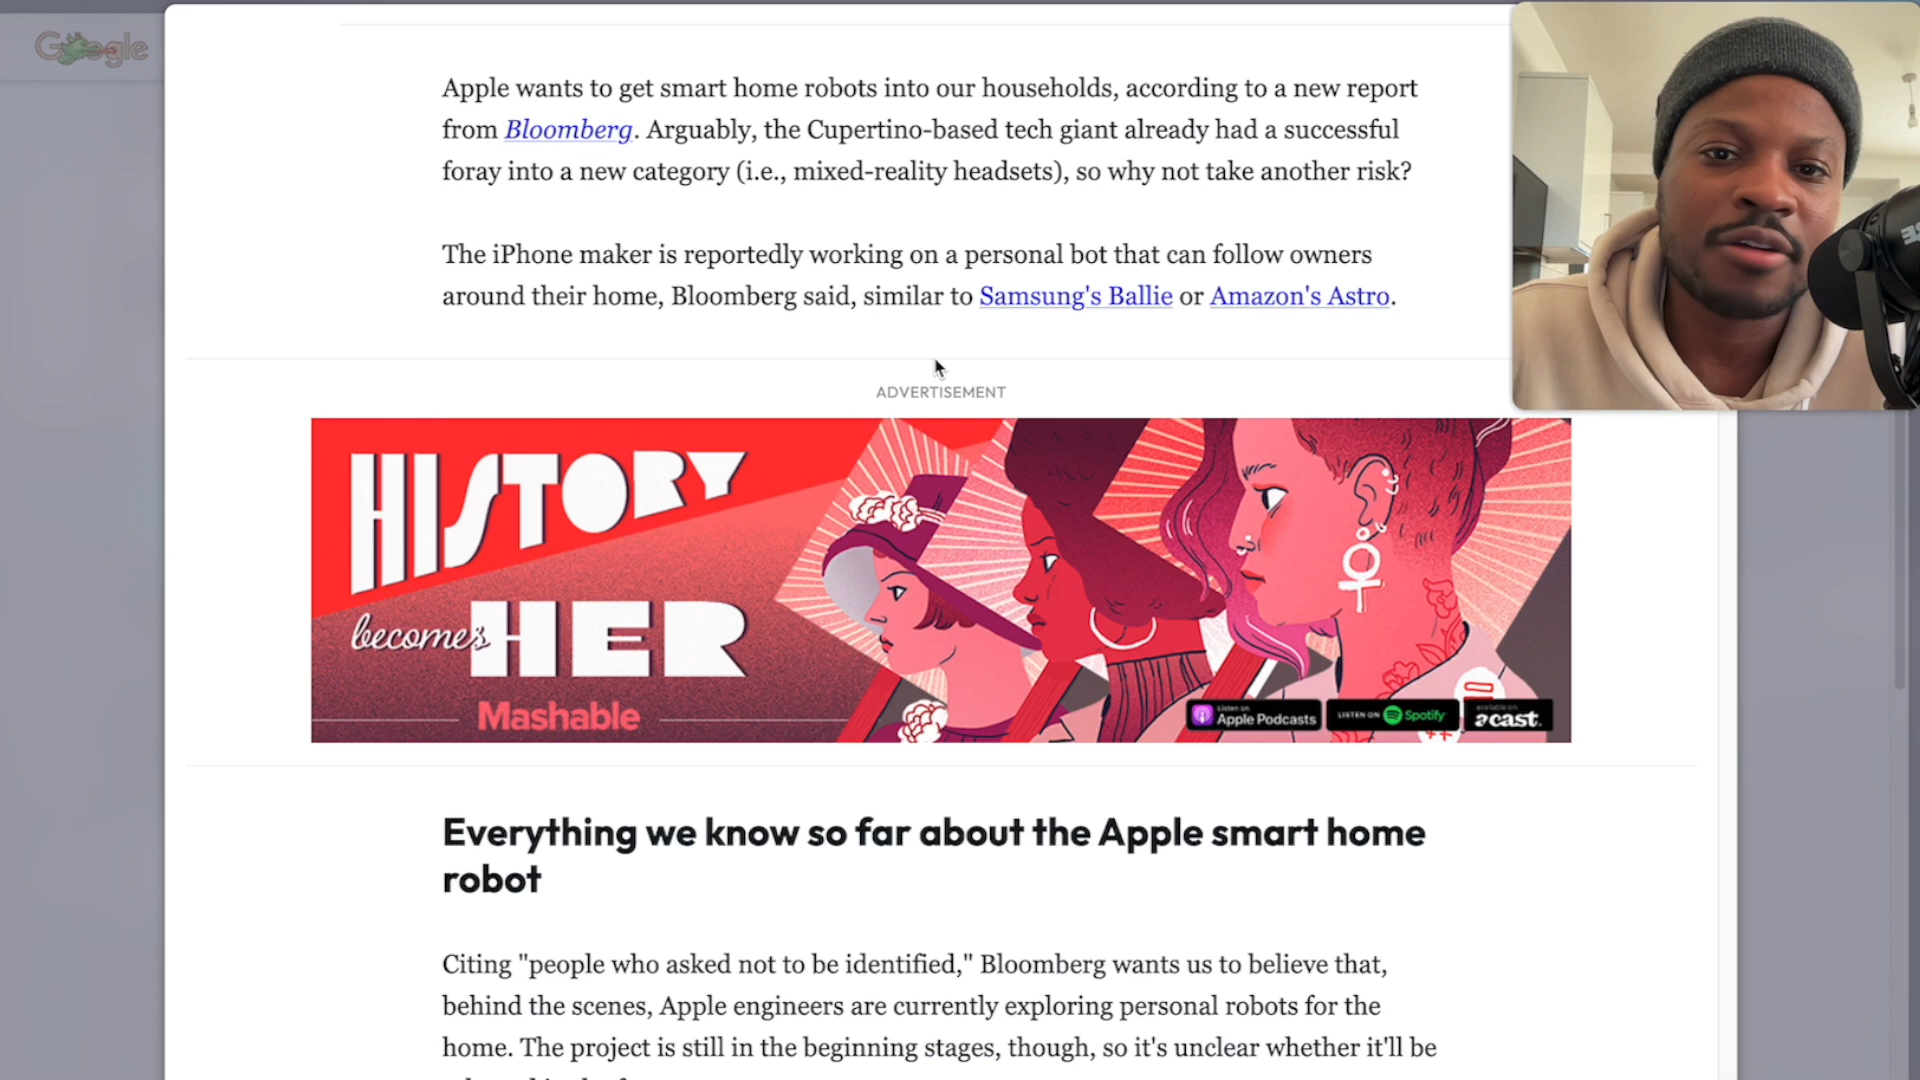 Google
Apple wants to get smart home robots into our households, according to a new report
from Bloomberg. Arguably, the Cupertino-based tech giant already had a successful
foray into a new category (i.e., mixed-reality headsets), so why not take another risk?
The iPhone maker is reportedly working on a personal bot that can follow owners
around their home, Bloomberg said, similar to Samsung's Ballie or Amazon's Astro.
ADVERTISEMENT
HISTORY
becomes HER
Mashable
Listen on
Apple Podcasts
LISTEN ON Spotify
available on
acast.
Everything we know so far about the Apple smart home
robot
Citing "people who asked not to be identified," Bloomberg wants us to believe that,
behind the scenes, Apple engineers are currently exploring personal robots for the
home. The project is still in the beginning stages, though, so it's unclear whether it'll be